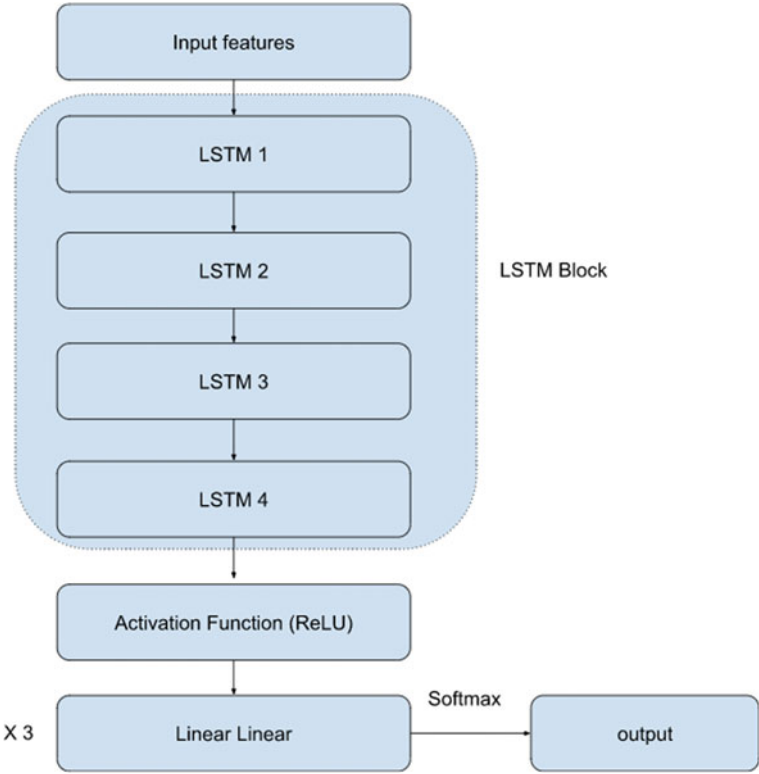 Input features
LSTM 1
LSTM 2
LSTM Block
LSTM 3
LSTM 4
Activation Function (ReLU)
X 3
Linear Linear
Softmax
output